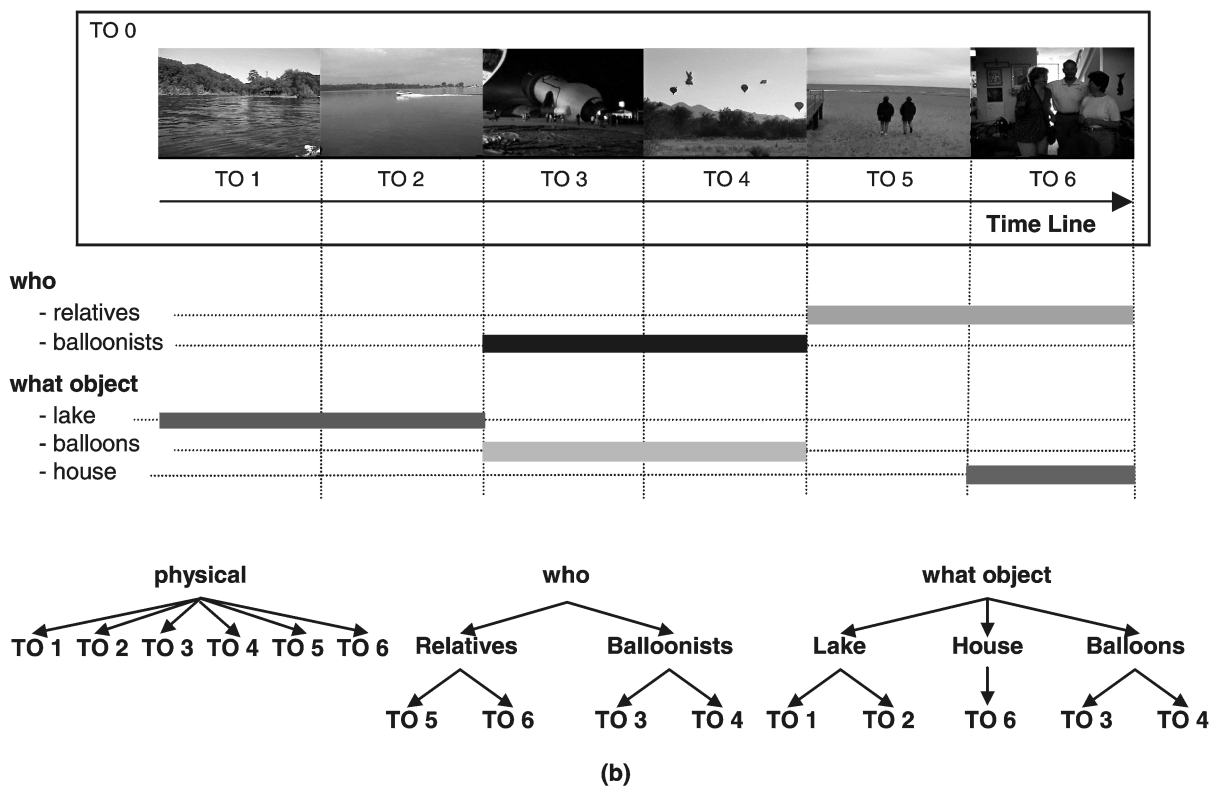 TO 0
TO 1 TO 2 TO 3 TO 4 TO 5 TO 6
Time Line
who
- relatives
- balloonists
what object
- lake
- balloons
- house
physical who what object
TO 1 TO 2 TO 3 TO 4 TO 5 TO 6 Relatives Balloonists Lake House Balloons
TO 5 TO 6 TO 3 TO 4 TO 1 TO 2 TO 6 TO 3 TO 4
(b)